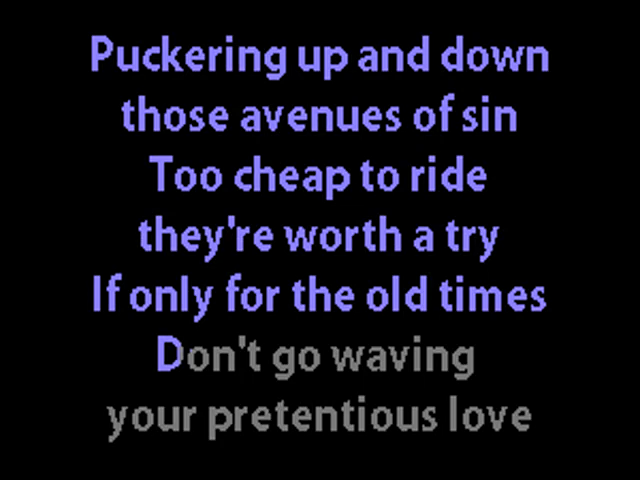 Puckering up and down
those avenues of sin
Too cheap to ride
they're worth a try
If only for the old times
Don't go waving
your pretentious love